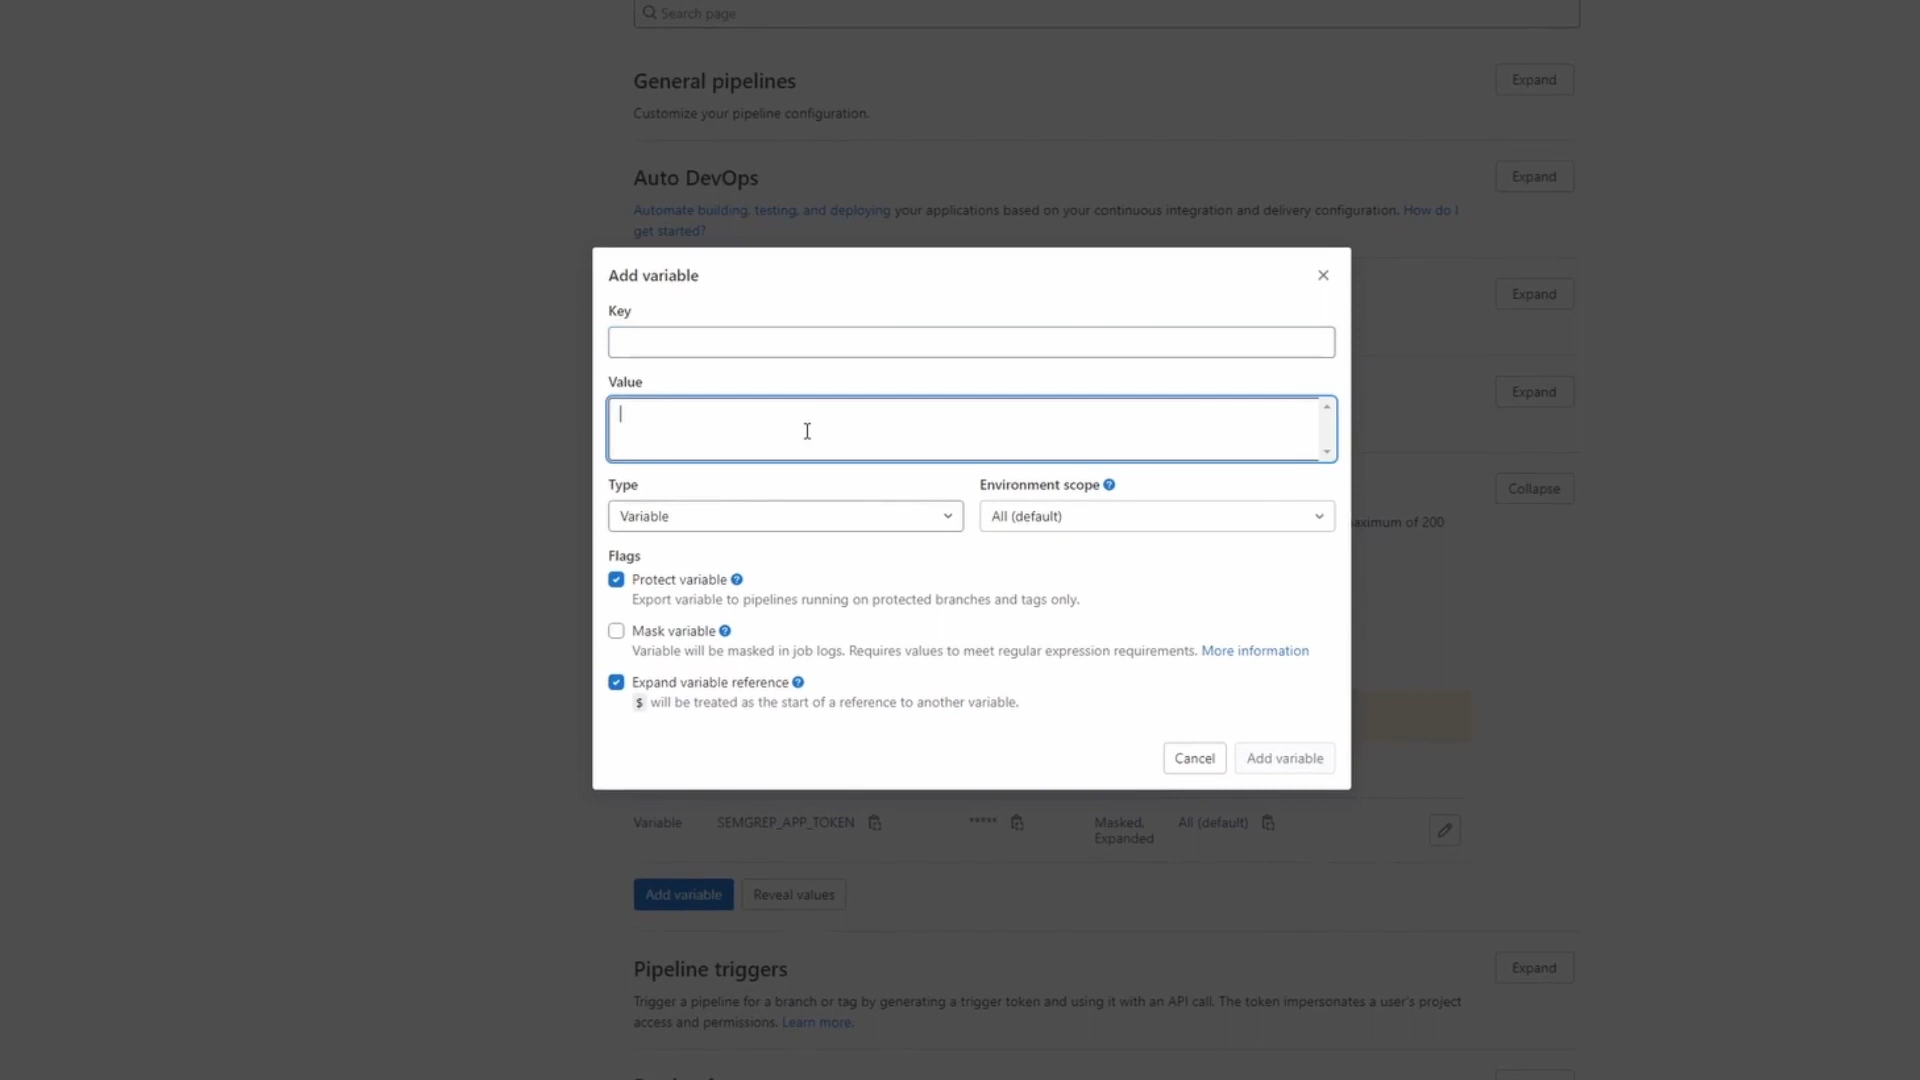 Search page
General pipelines
Expand
Customize your pipeline configuration.
Auto DevOps
Expand
Automate building, testing, and deploying your applications based on your continuous integration and delivery configuration. How do I
get started?
Add variable
Key
Expand
Value
Expand
Type
Environment scope
Collapse
Variable
All (default)
aximum of 200
Flags
Protect variable
Export variable to pipelines running on protected branches and tags only.
Mask variable
Variable will be masked in job logs. Requires values to meet regular expression requirements. More information
Expand variable reference
$ will be treated as the start of a reference to another variable.
Cancel
Add variable
Variable
SEMGREP_APP_TOKEN
*****
Masked,
Expanded
All (default)
Add variable
Reveal values
Pipeline triggers
Expand
Trigger a pipeline for a branch or tag by generating a trigger token and using it with an API call. The token impersonates a user's project
access and permissions. Learn more.